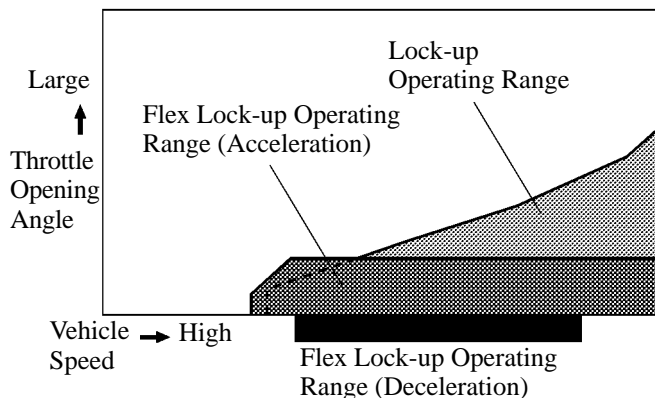 Lock-up
Operating Range
Large
Flex Lock-up Operating
Range (Acceleration)
Throttle
Opening
Angle
Vehicle
Speed
High
Flex Lock-up Operating
Range (Deceleration)